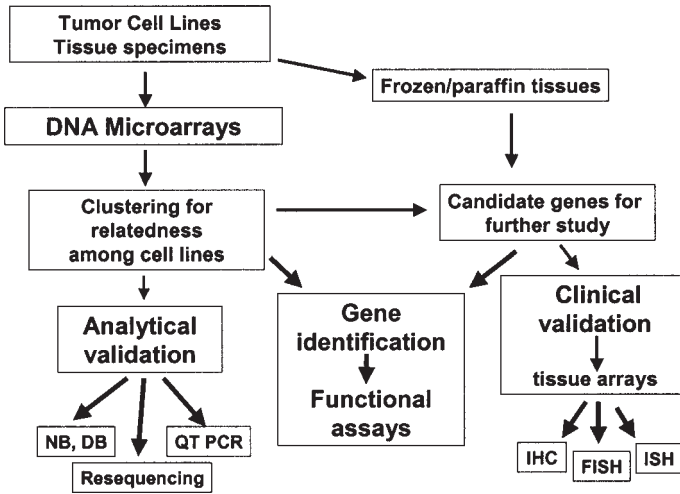 Tumor Cell Lines
Tissue specimens
Frozen/paraffin tissues
DNA Microarrays
Clustering for
relatedness
among cell lines
Candidate genes for
further study
Analytical
validation
Gene
identification
Functional
assays
Clinical
validation
tissue arrays
NB, DB
QT PCR
Resequencing
IHC
FISH
ISH